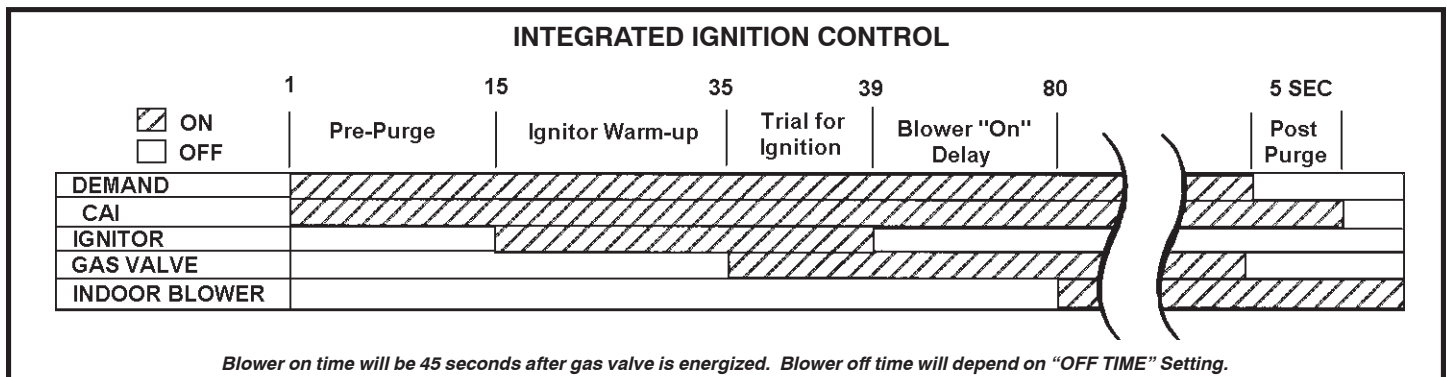 INTEGRATED IGNITION CONTROL
1 15 35 39 80 5 SEC
ON
OFF
Pre-Purge
Ignitor Warm-up
Trial for
Ignition
Blower "On"
Delay
Post
Purge
DEMAND
CAI
IGNITOR
GAS VALVE
INDOOR BLOWER
Blower on time will be 45 seconds after gas valve is energized. Blower off time will depend on “OFF TIME” Setting.